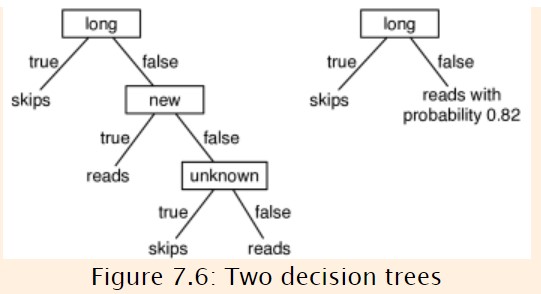 long
long
true
false
true
false
skips
new
skips
reads with
probability 0.82
true
false
reads
unknown
true
false
skips
reads
Figure 7.6: Two decision trees